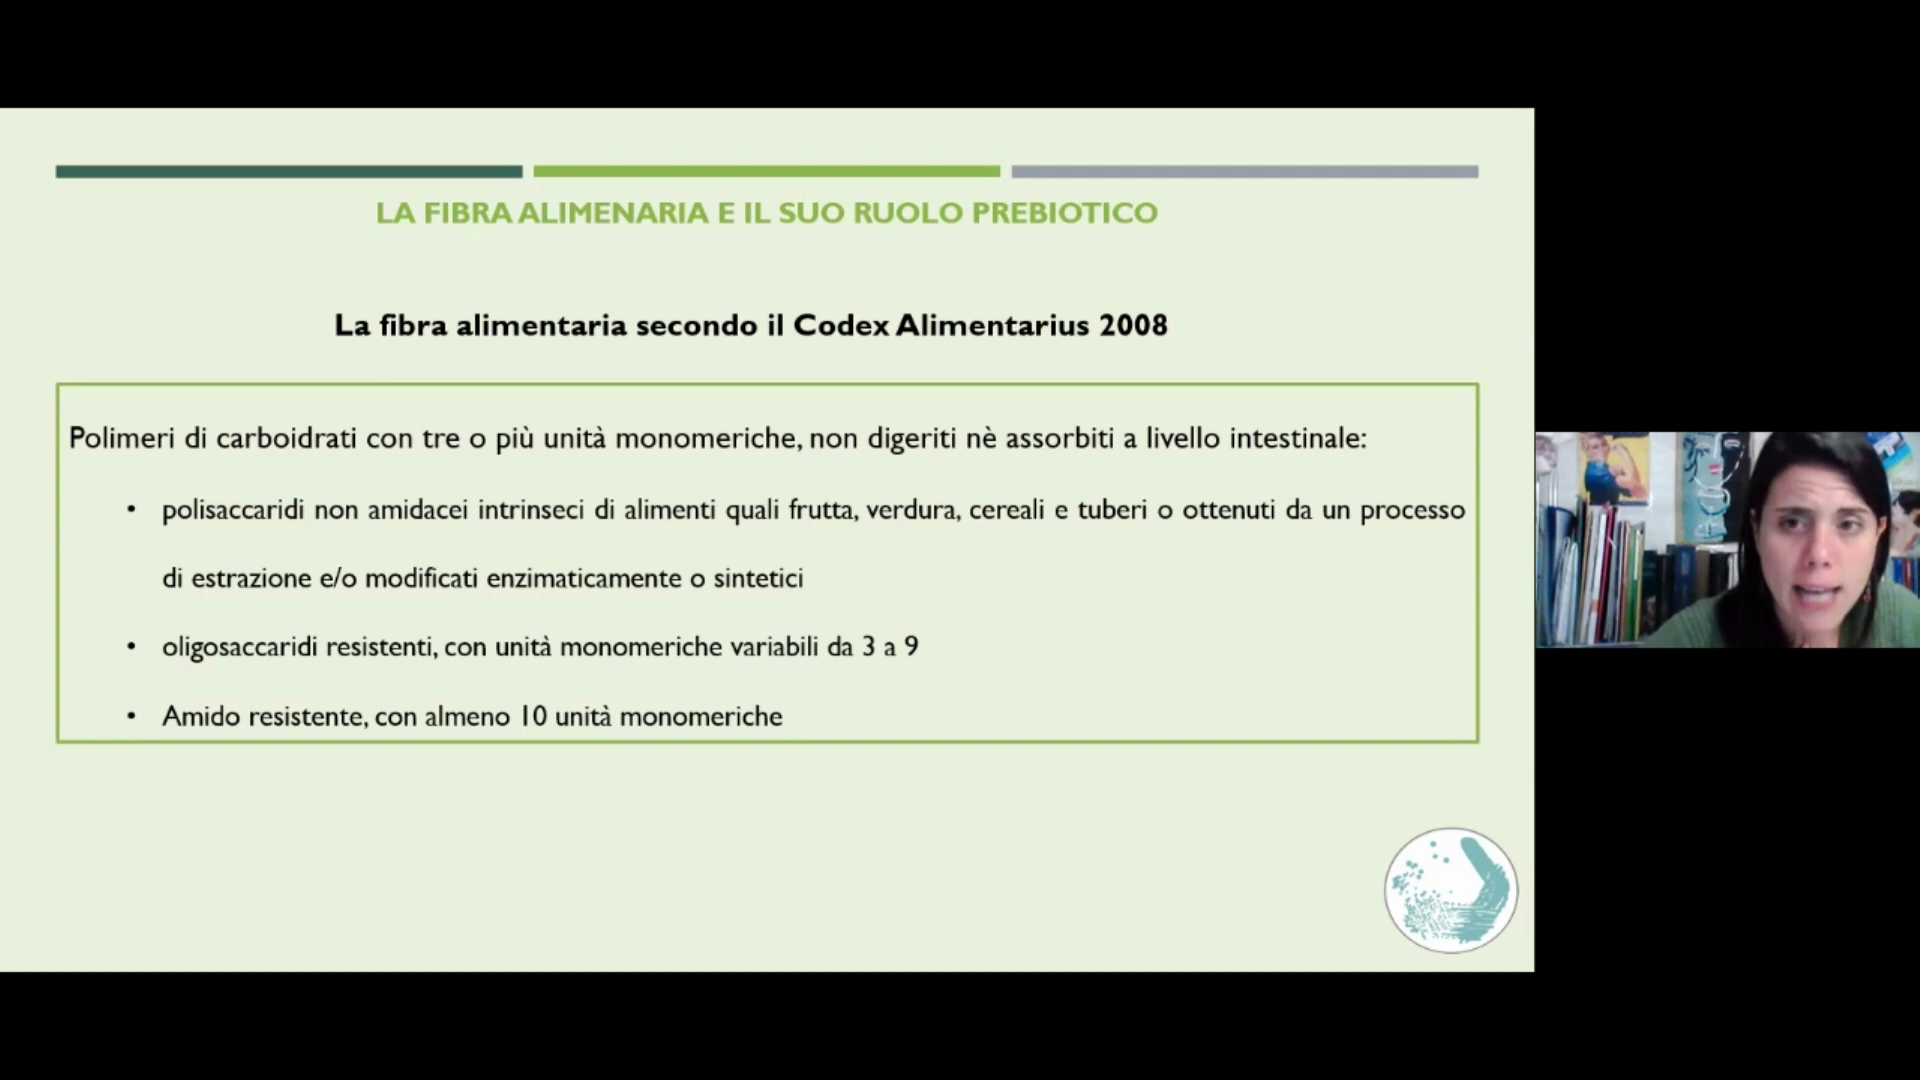 LA FIBRA ALIMENARIA E IL SUO RUOLO PREBIOTICO
La fibra alimentaria secondo il Codex Alimentarius 2008
Polimeri di carboidrati con tre o più unità monomeriche, non digeriti nè assorbiti a livello intestinale:
• polisaccaridi non amidacei intrinseci di alimenti quali frutta, verdura, cereali e tuberi o ottenuti da un processo
di estrazione e/o modificati enzimaticamente o sintetici
• oligosaccaridi resistenti, con unità monomeriche variabili da 3 a 9
• Amido resistente, con almeno 10 unità monomeriche